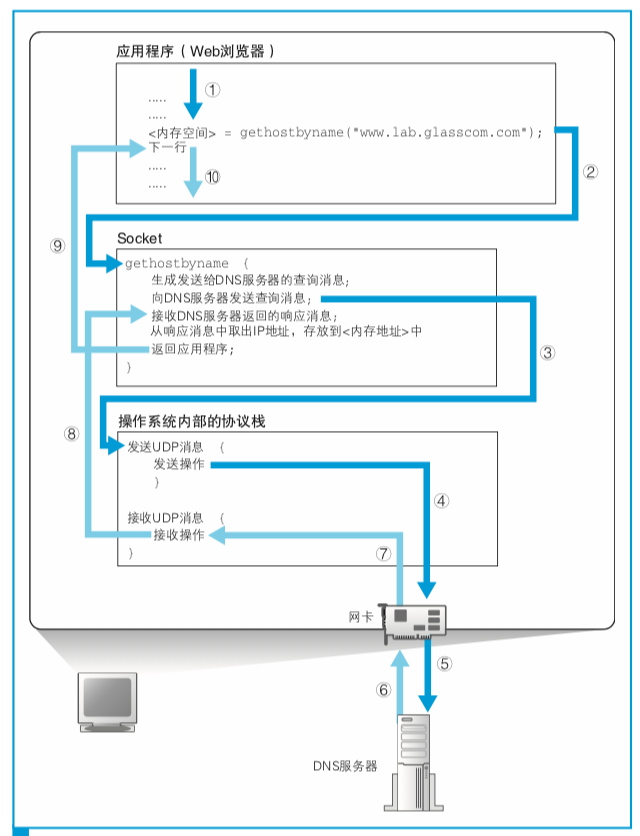 应用程序（Web浏览器）
①
.....
.....
<内存空间> = gethostbyname("www.lab.glasscom.com");
下一行
②
.....
⑩
.....
⑨
Socket
gethostbyname {
生成发送给DNS服务器的查询消息；
向DNS服务器发送查询消息；
接收DNS服务器返回的响应消息；
从响应消息中取出IP地址，存放到<内存地址>中
返回应用程序；
③
}
操作系统内部的协议栈
⑧
发送UDP消息 {
发送操作
}
④
接收UDP消息 {
接收操作
}
⑦
网卡
⑤
⑥
DNS服务器